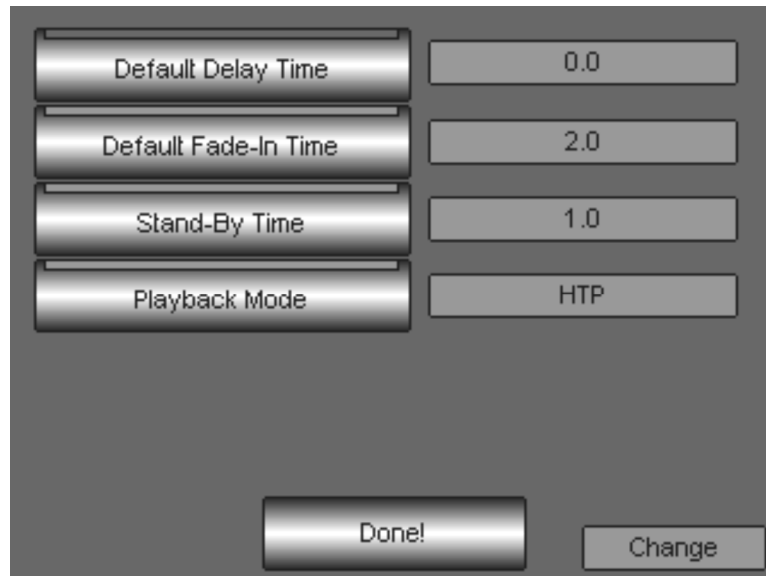 Default Delay Time 0.0
Default Fade-In Time 2.0
Stand-By Time 1.0
Playback Mode HTP
Done!
Change